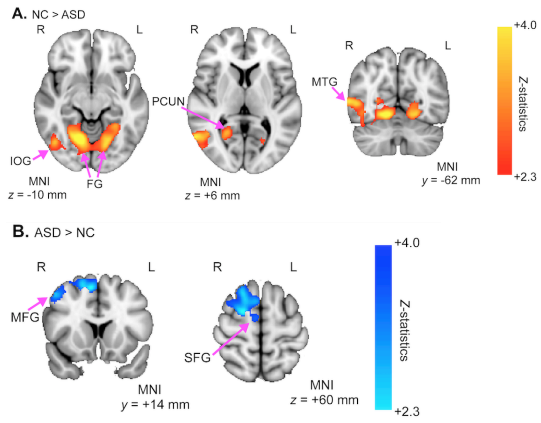 A. NC > ASD
R L
R L
R L
MTG
PCUN
IOG
FG
MNI
z = -10 mm
MNI
z = +6 mm
MNI
y = -62 mm
+4.0
Z-statistics
+2.3
B. ASD > NC
R L
R L
MFG
SFG
MNI
y = +14 mm
MNI
z = +60 mm
+4.0
Z-statistics
+2.3